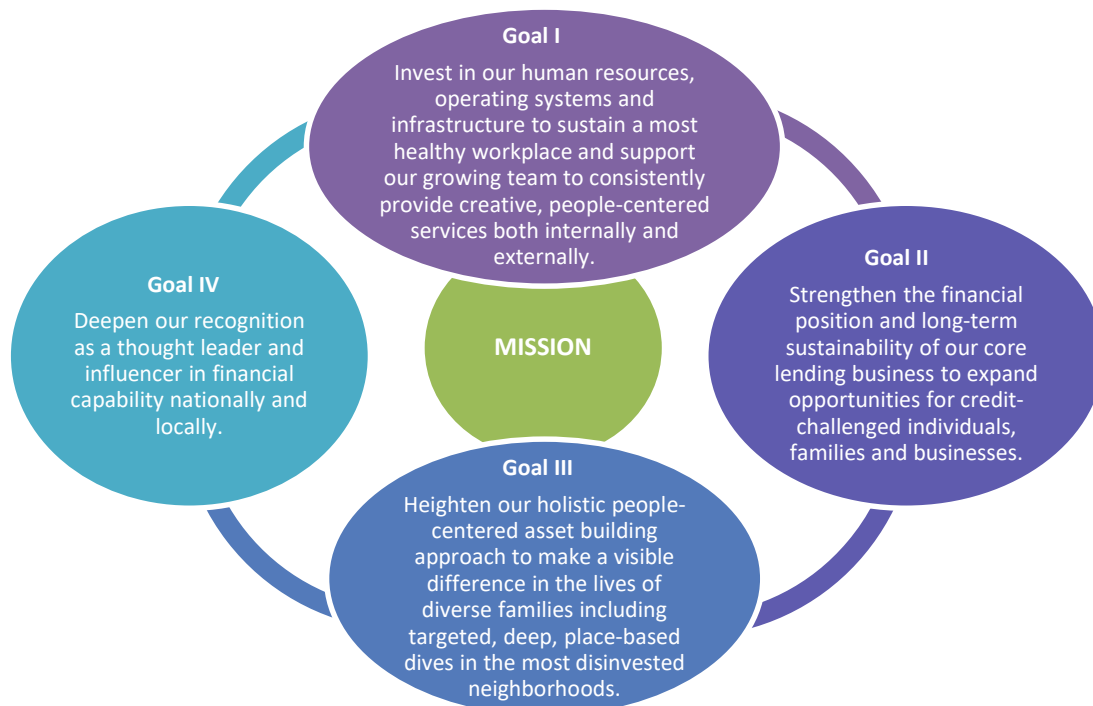 Goal I
Invest in our human resources,
operating systems and
infrastructure to sustain a most
healthy workplace and support
our growing team to consistently
provide creative, people-centered
services both internally and
externally.
Goal II
Strengthen the financial
position and long-term
sustainability of our core
lending business to expand
opportunities for credit-
challenged individuals,
families and businesses.
Goal III
Heighten our holistic people-
centered asset building
approach to make a visible
difference in the lives of
diverse families including
targeted, deep, place-based
dives in the most disinvested
neighborhoods.
Goal IV
Deepen our recognition
as a thought leader and
influencer in financial
capability nationally and
locally.
MISSION